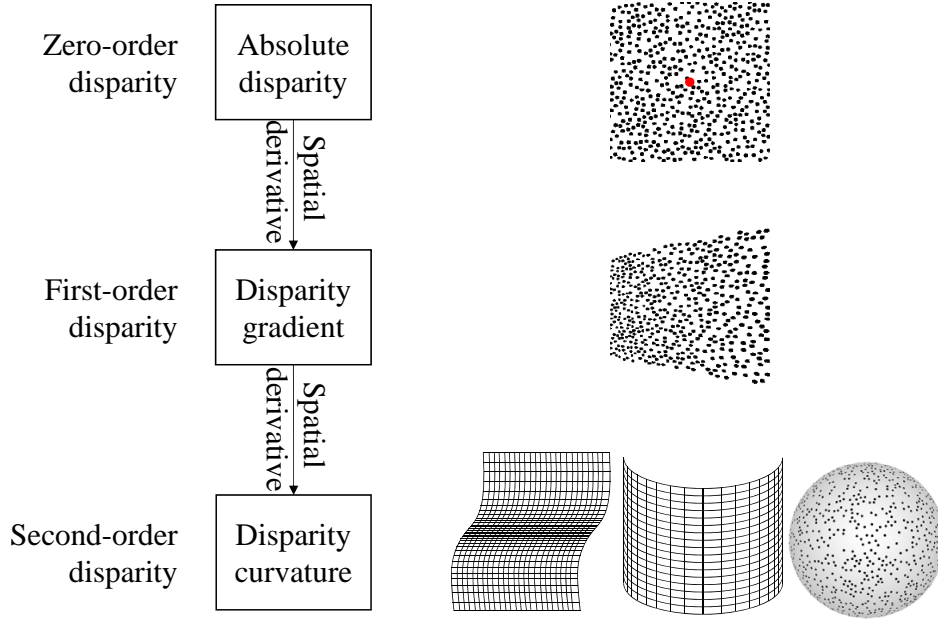 Zero-order
disparity
Absolute
disparity
Spatial
derivative
First-order
disparity
Disparity
gradient
Spatial
derivative
Second-order
disparity
Disparity
curvature